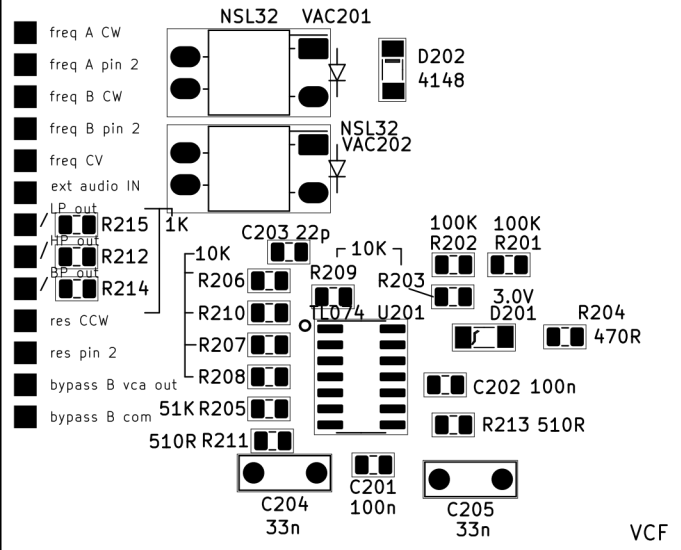 NSL32 VAC201
freq A CW
freq A pin 2
D202
4148
freq B CW
freq B pin 2
NSL32
VAC202
freq CV
ext audio IN
LP out
/ R215
1K
HP out
/ R212
BP out
/ R214
C203 22p
100K 100K
R202 R201
10K
10K
R206
R209
R203
3.0V
D201
R210
TL074 U201
R204
470R
res CCW
R207
res pin 2
R208
C202 100n
bypass B vca out
51K R205
bypass B com
R213 510R
510R R211
C204
33n
C201
100n
C205
33n
VCF